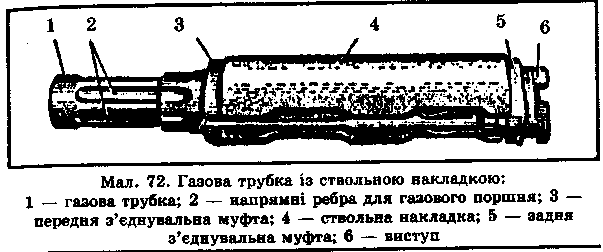 1 2 3 4 5 6
Мал. 72. Газова трубка із ствольною накладкою:
1 — газова трубка; 2 — напрямні ребра для газового поршня; 3 —
передня з'єднувальна муфта; 4 — ствольна накладка; 5 — задня
з'єднувальна муфта; 6 — виступ